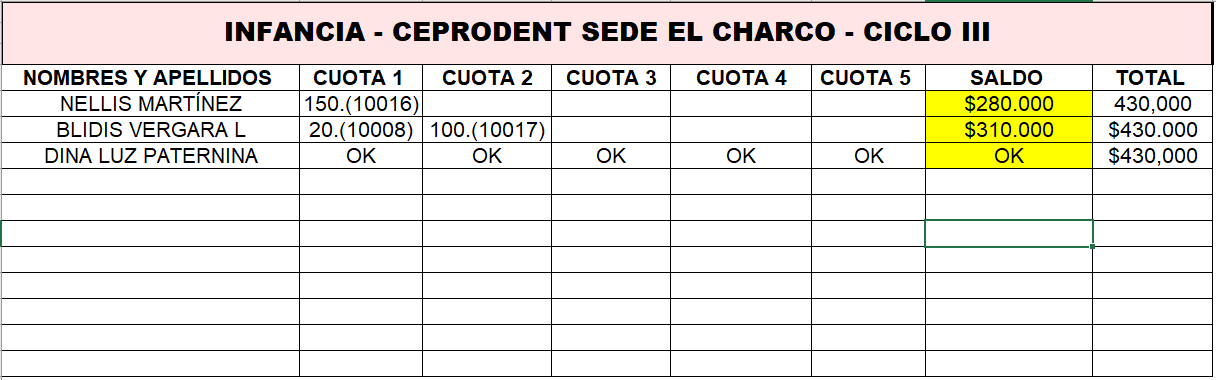 INFANCIA - CEPRODENT SEDE EL CHARCO - CICLO III
NOMBRES Y APELLIDOS CUOTA 1 CUOTA 2 CUOTA 3 CUOTA 4 CUOTA 5 SALDO TOTAL
NELLIS MARTÍNEZ 150.(10016) $280.000 430,000
BLIDIS VERGARA L 20.(10008) 100.(10017) $310.000 $430.000
DINA LUZ PATERNINA OK OK OK OK OK OK $430,000